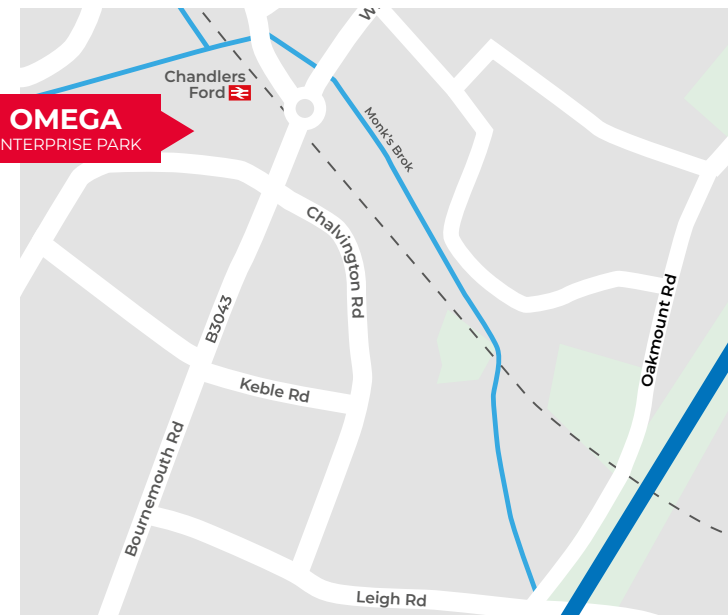 Chandlers
Ford
OMEGA
NTERPRISE PARK
Monk's Brok
Chalvington Rd
B3043
Oakmount Rd
Keble Rd
Bournemouth Rd
Leigh Rd